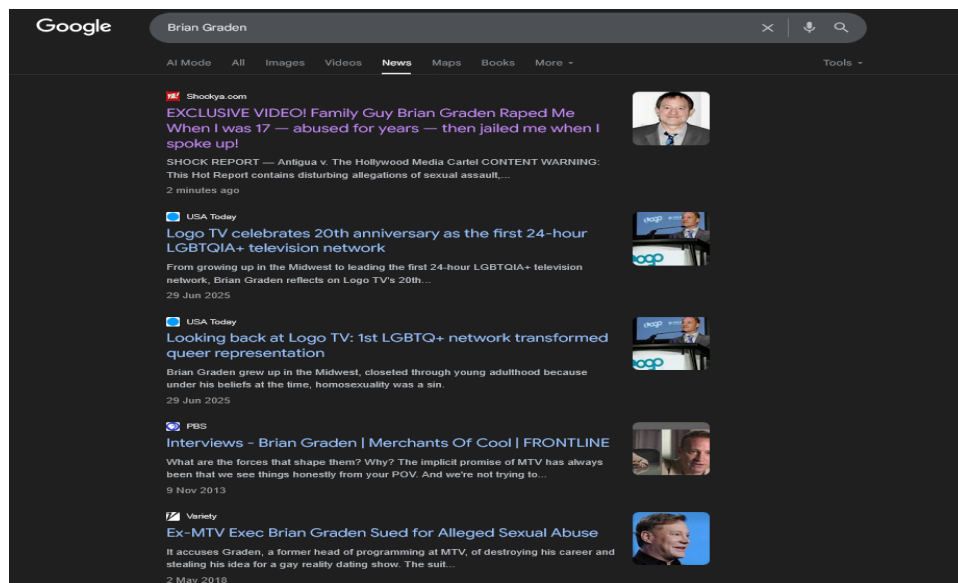 Google
Brian Graden
AI Mode All Images Videos News Maps Books More Tools
Shockya.com
EXCLUSIVE VIDEO! Family Guy Brian Graden Raped Me
When I was 17 — abused for years — then jailed me when I
spoke up!
SHOCK REPORT — Antigua v. The Hollywood Media Cartel CONTENT WARNING:
This Hot Report contains disturbing allegations of sexual assault,...
2 minutes ago
USA Today
Logo TV celebrates 20th anniversary as the first 24-hour
LGBTQIA+ television network
From growing up in the Midwest to leading the first 24-hour LGBTQIA+ television
network, Brian Graden reflects on Logo TV's 20th...
29 Jun 2025
USA Today
Looking back at Logo TV: 1st LGBTQ+ network transformed
queer representation
Brian Graden grew up in the Midwest, closeted through young adulthood because
under his beliefs at the time, homosexuality was a sin.
29 Jun 2025
PBS
Interviews - Brian Graden | Merchants Of Cool | FRONTLINE
What are the forces that shape them? Why? The implicit promise of MTV has always
been that we see things honestly from your POV. And we're not trying to...
9 Nov 2013
Variety
Ex-MTV Exec Brian Graden Sued for Alleged Sexual Abuse
It accuses Graden, a former head of programming at MTV, of destroying his career and
stealing his idea for a gay reality dating show. The suit...
2 May 2018